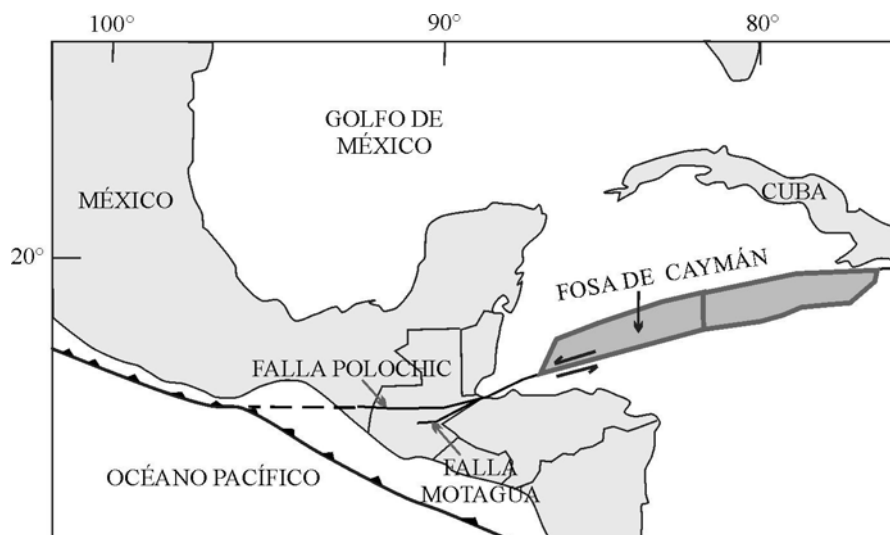 100°
90°
80°
GOLFO DE
MÉXICO
MÉXICO
CUBA
20°
FOSA DE CAYMÁN
FALLA POLOCHIC
OCÉANO PACÍFICO
FALLA
MOTAGUA